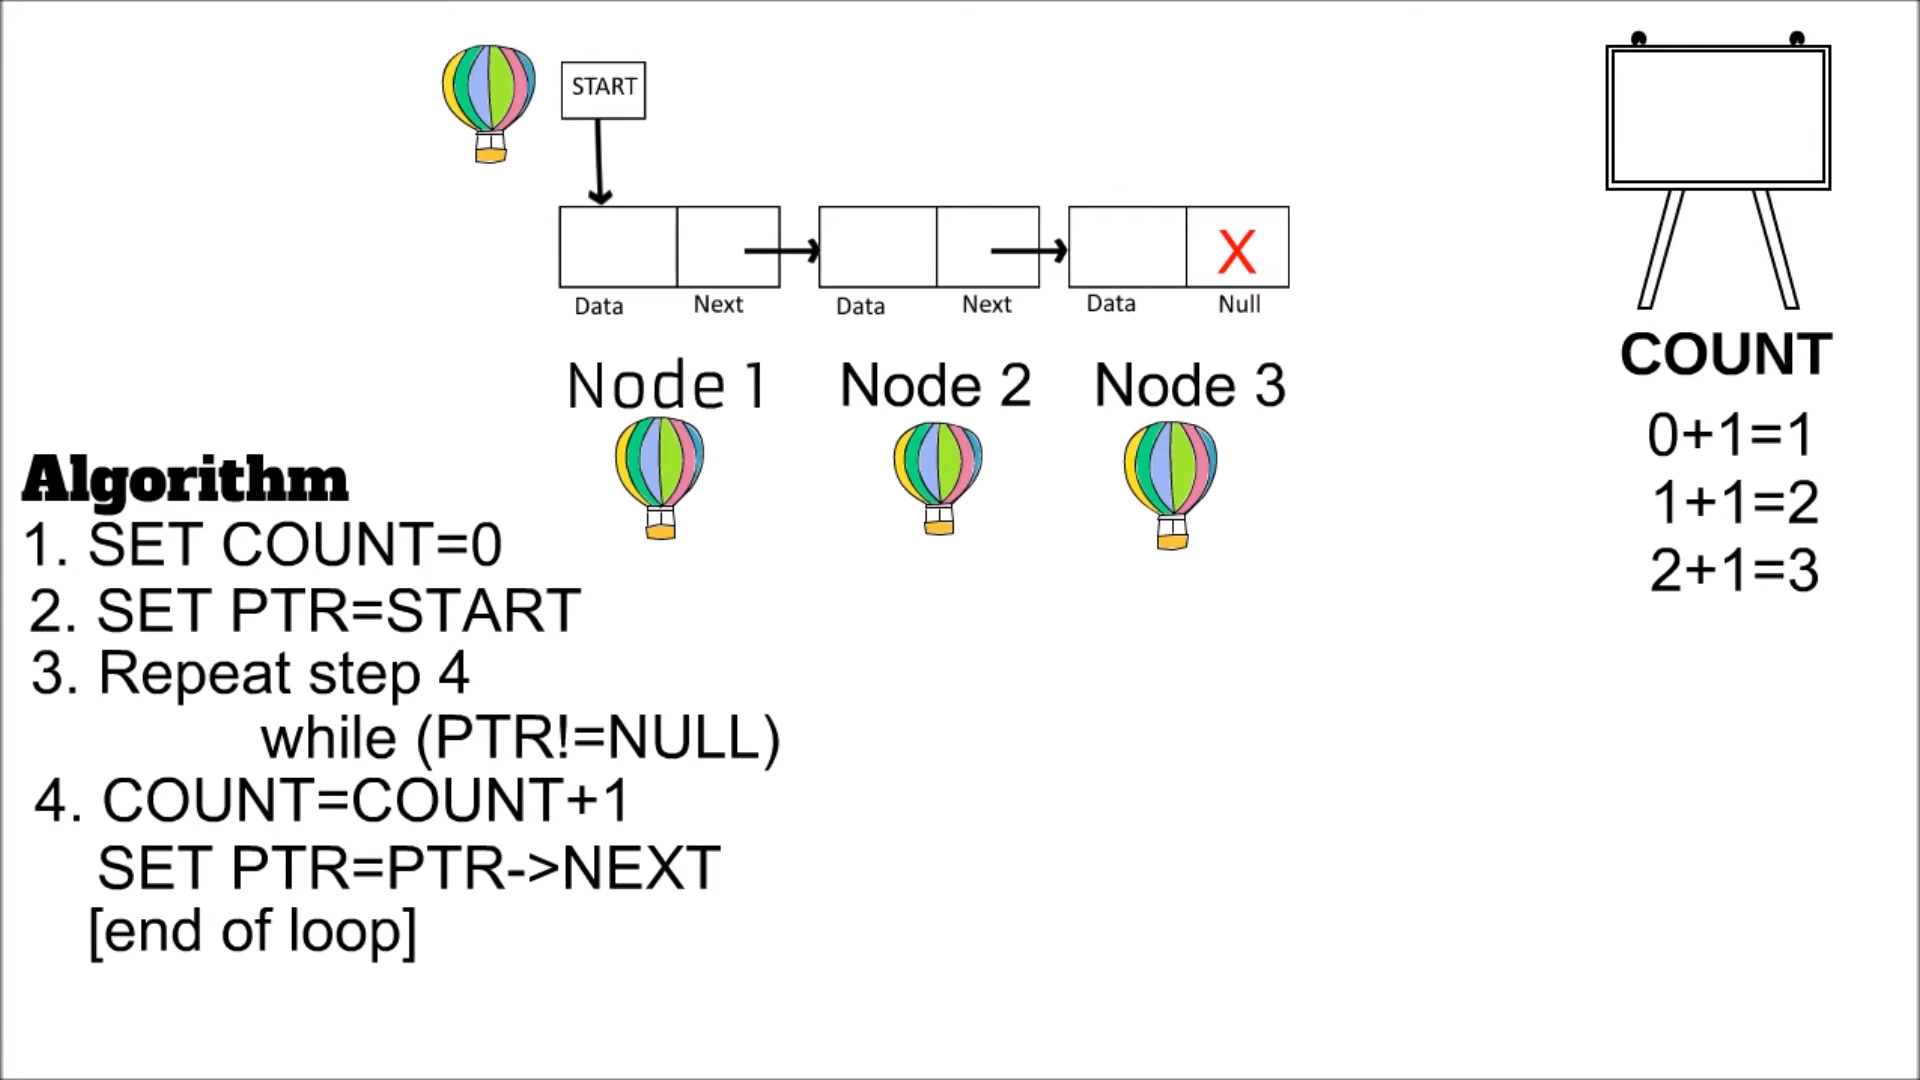 START
X
Data Next Data Next Data Null
Node 1 Node 2 Node 3
COUNT
0+1=1
1+1=2
2+1=3
Algorithm
1. SET COUNT=0
2. SET PTR=START
3. Repeat step 4
while (PTR!=NULL)
4. COUNT=COUNT+1
SET PTR=PTR->NEXT
[end of loop]